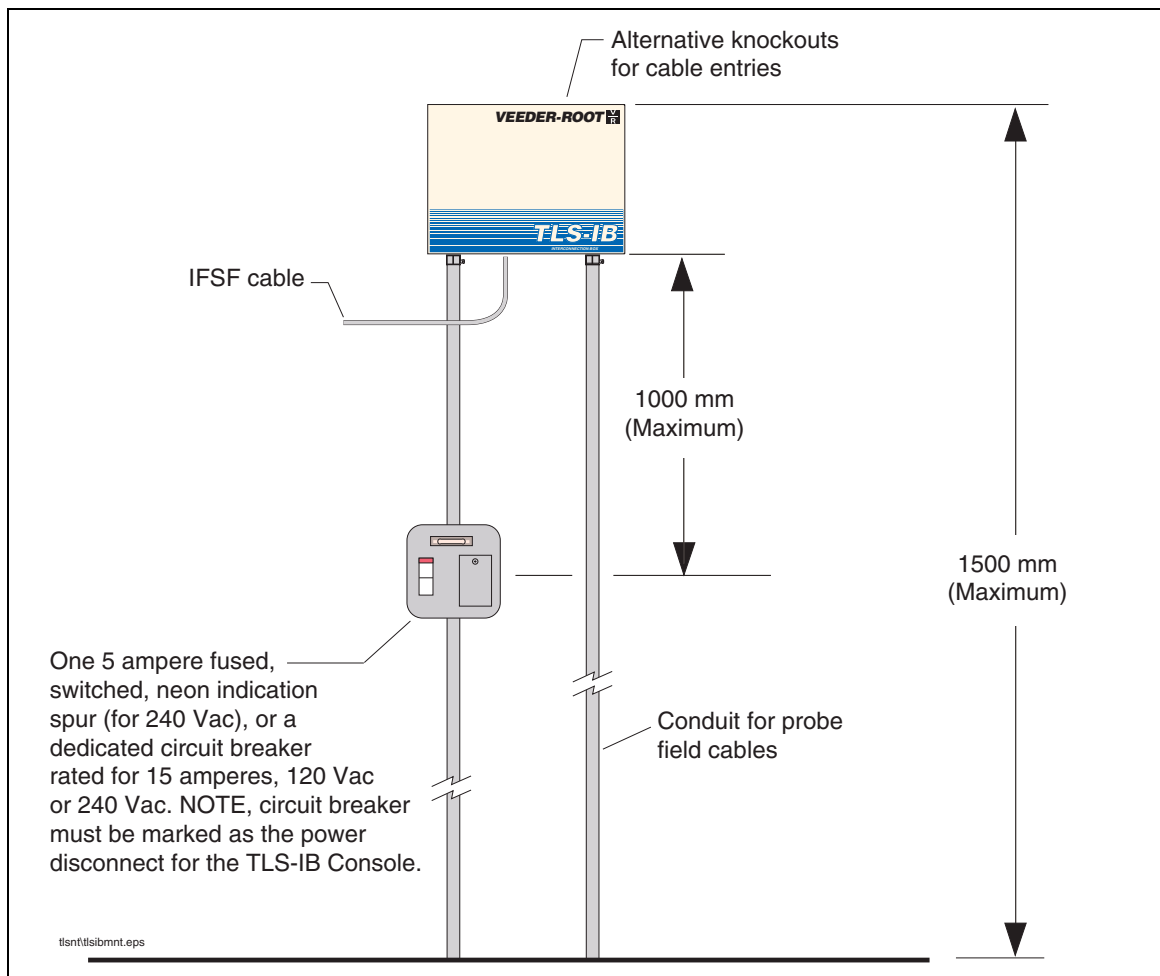 Alternative knockouts
for cable entries
VEEDER-ROOT
V
R
TLS-IB
INTERCONNECTION BOX
IFSF cable
1000 mm
(Maximum)
1500 mm
(Maximum)
One 5 ampere fused,
switched, neon indication
spur (for 240 Vac), or a
dedicated circuit breaker
rated for 15 amperes, 120 Vac
or 240 Vac. NOTE, circuit breaker
must be marked as the power
disconnect for the TLS-IB Console.
Conduit for probe
field cables
tlsnt\tlsibmnt.eps